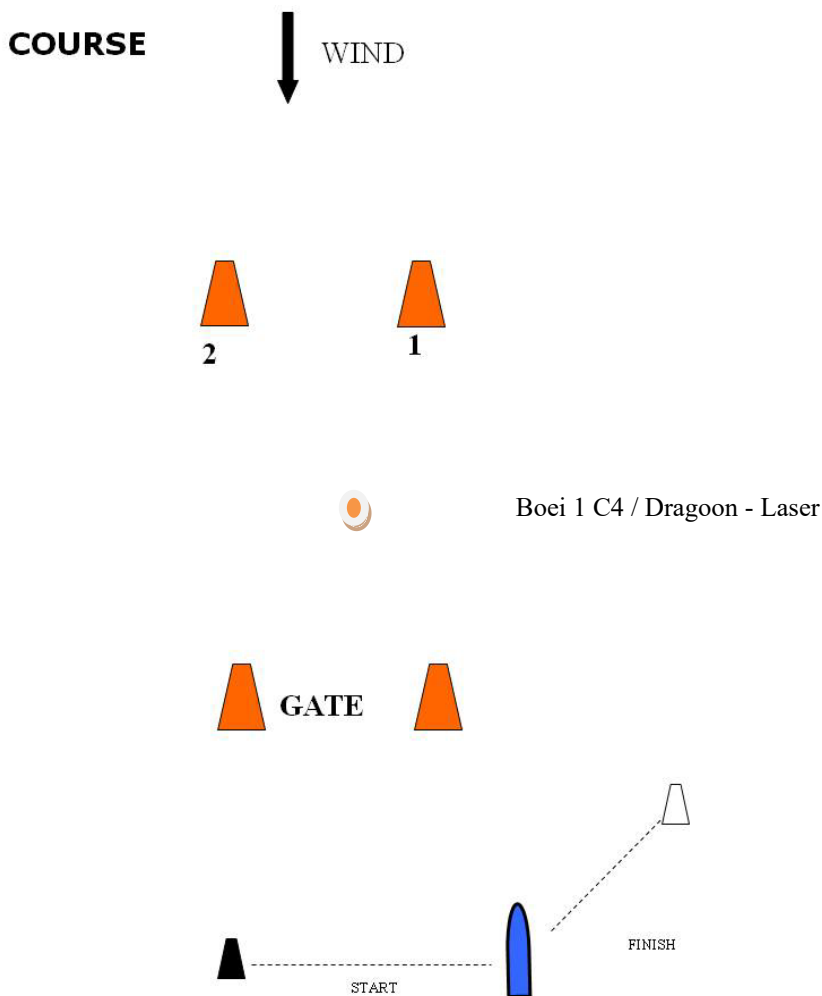 COURSE
WIND
2
1
Boei 1 C4 / Dragoon - Laser
GATE
FINISH
START